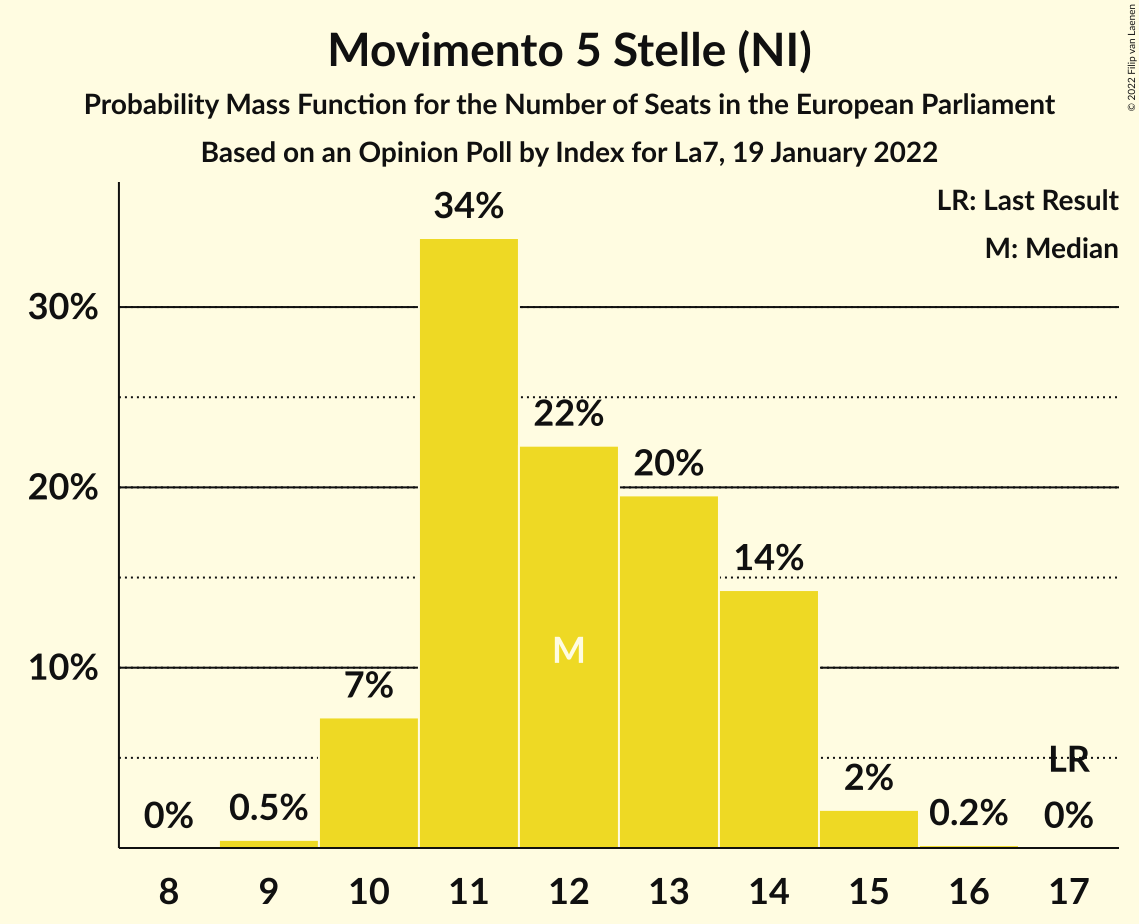 Movimento 5 Stelle (NI)
Probability Mass Function for the Number of Seats in the European Parliament
Based on an Opinion Poll by Index for La7, 19 January 2022
© 2022 Filip van Laenen
LR: Last Result
M: Median
34%
30%
22%
20%
20%
14%
M
10%
7%
LR
2%
0%
0.5%
0.2%
0%
8 9 10 11 12 13 14 15 16 17